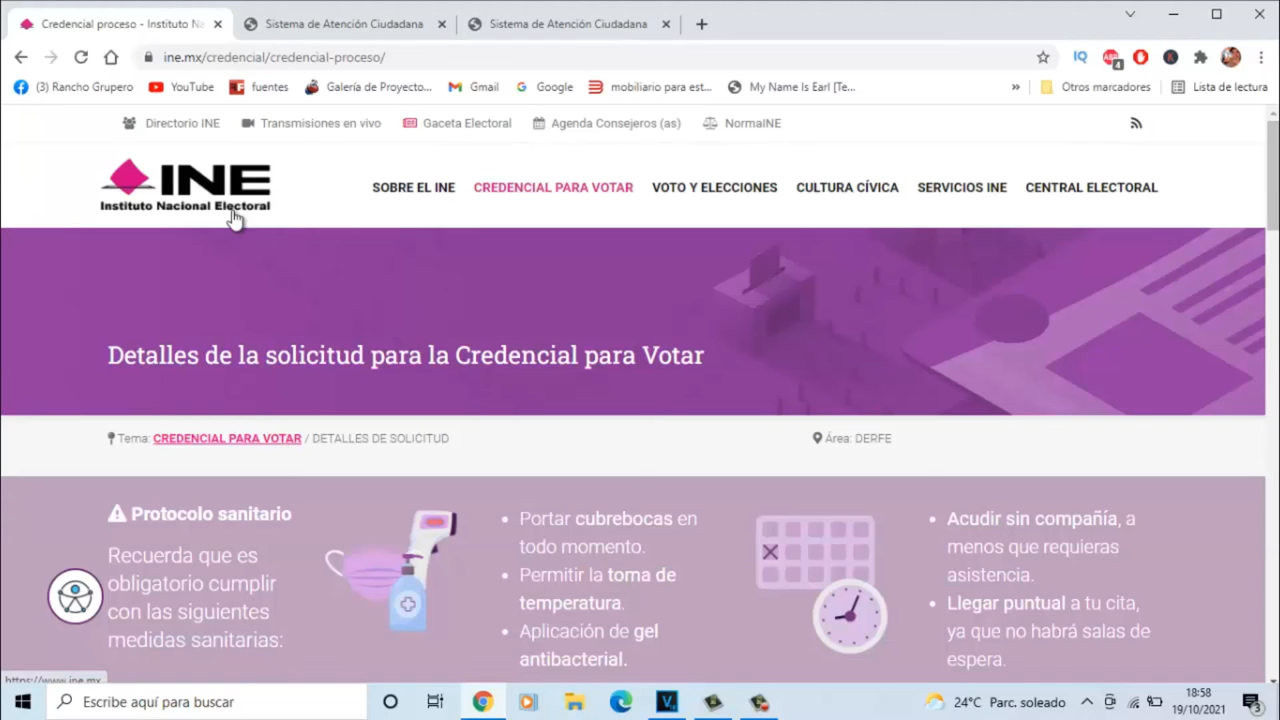 Credencial proceso - Instituto Na
Sistema de Atención Ciudadana
Sistema de Atención Ciudadana
ine.mx/credencial/credencial-proceso/
IQ
ABP
4
K
(3) Rancho Grupero
YouTube
fuentes
Galería de Proyecto...
Gmail
Google
mobiliario para est...
My Name Is Earl [Te...
»
Otros marcadores
Lista de lectura
Directorio INE
Transmisiones en vivo
Gaceta Electoral
Agenda Consejeros (as)
NormaINE
INE
Instituto Nacional Electoral
SOBRE EL INE
CREDENCIAL PARA VOTAR
VOTO Y ELECCIONES
CULTURA CÍVICA
SERVICIOS INE
CENTRAL ELECTORAL
Detalles de la solicitud para la Credencial para Votar
Tema: CREDENCIAL PARA VOTAR / DETALLES DE SOLICITUD
Área: DERFE
Protocolo sanitario
Recuerda que es
obligatorio cumplir
con las siguientes
medidas sanitarias:
• Portar cubrebocas en
todo momento.
• Permitir la toma de
temperatura.
• Aplicación de gel
antibacterial.
• Acudir sin compañía, a
menos que requieras
asistencia.
• Llegar puntual a tu cita,
ya que no habrá salas de
espera.
https://www.ine.mx
Escribe aquí para buscar
V
24°C Parc. soleado
18:58
19/10/2021
3